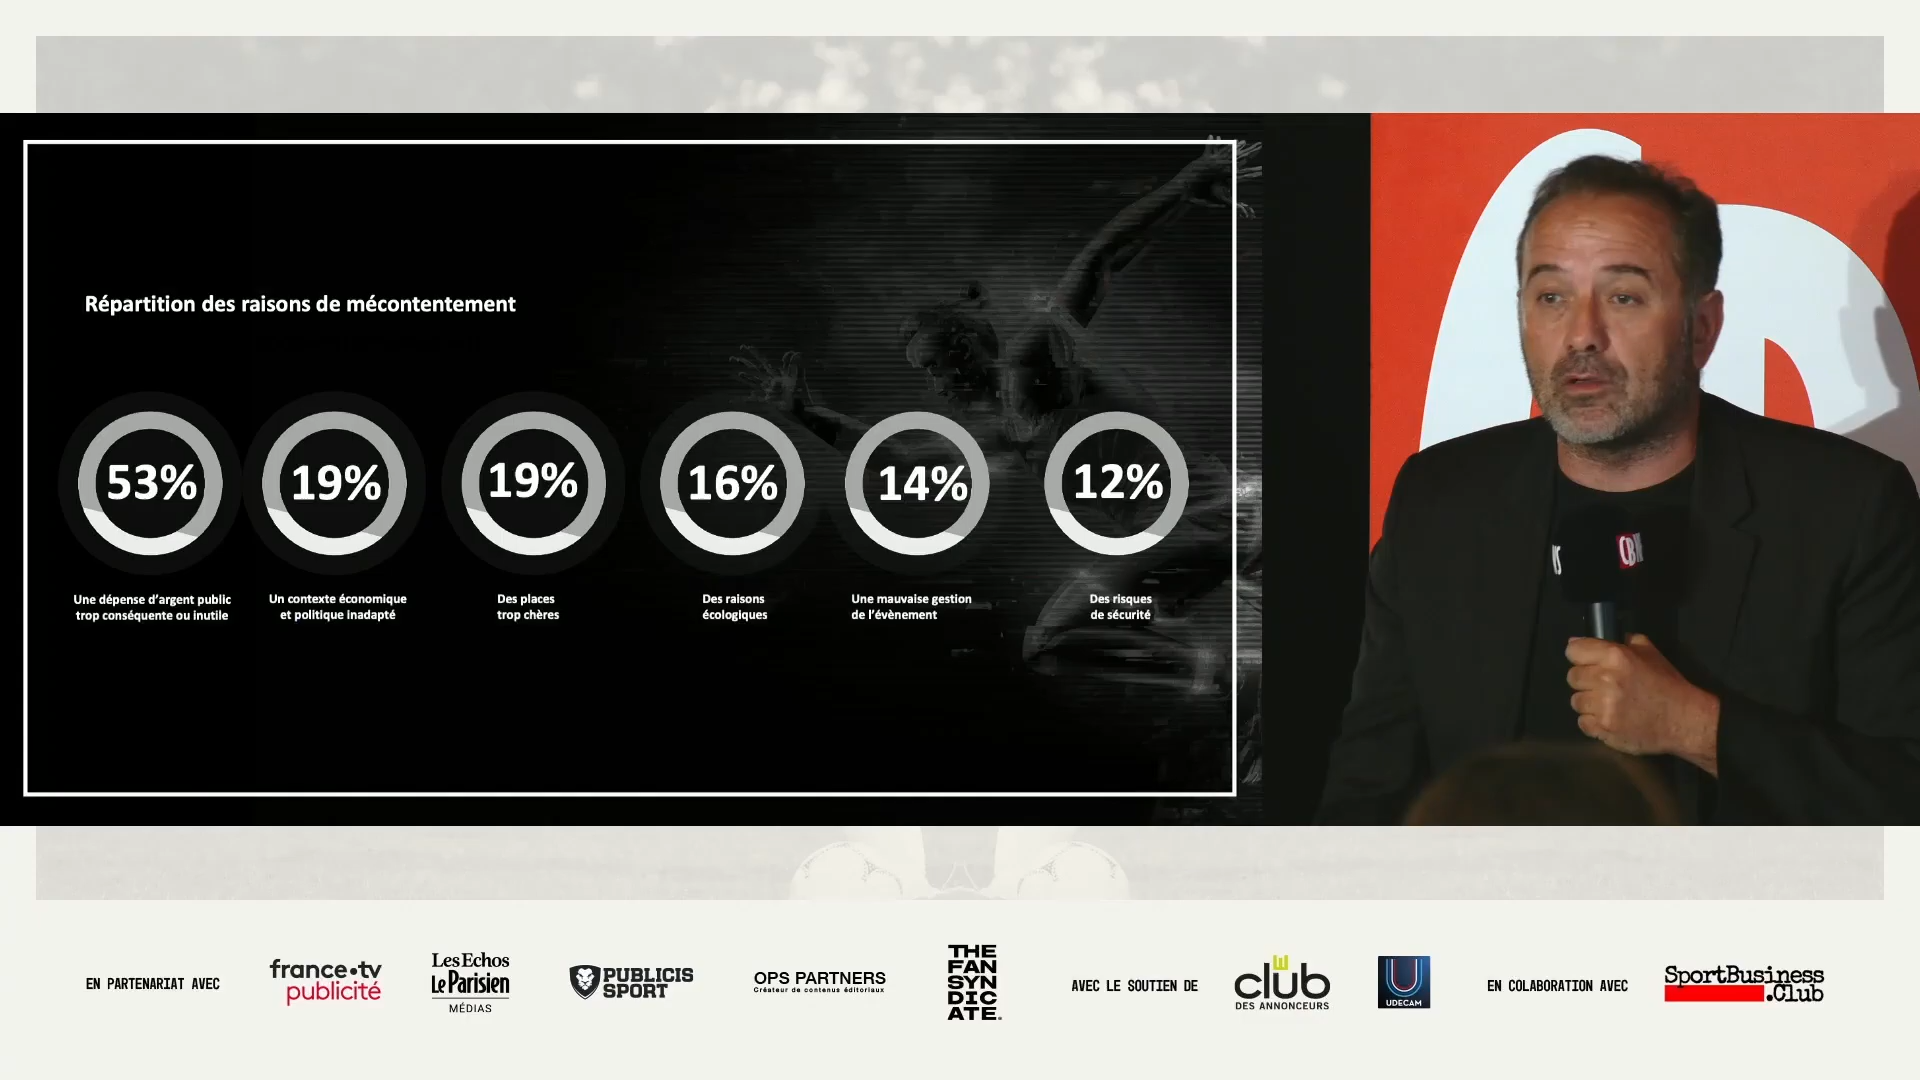 Répartition des raisons de mécontentement
53%
19%
19%
16%
14%
12%
Une dépense d’argent public
trop conséquente ou inutile
Un contexte économique
et politique inadapté
Des places
trop chères
Des raisons
écologiques
Une mauvaise gestion
de l’évènement
Des risques
de sécurité
EN PARTENARIAT AVEC
france•tv
publicité
Les Echos
Le Parisien
MÉDIAS
PUBLICIS
SPORT
OPS PARTNERS
Créateur de contenus éditoriaux
THE
FAN
SYN
DIC
ATE.
AVEC LE SOUTIEN DE
club
DES ANNONCEURS
UDECAM
EN COLABORATION AVEC
SportBusiness
.Club